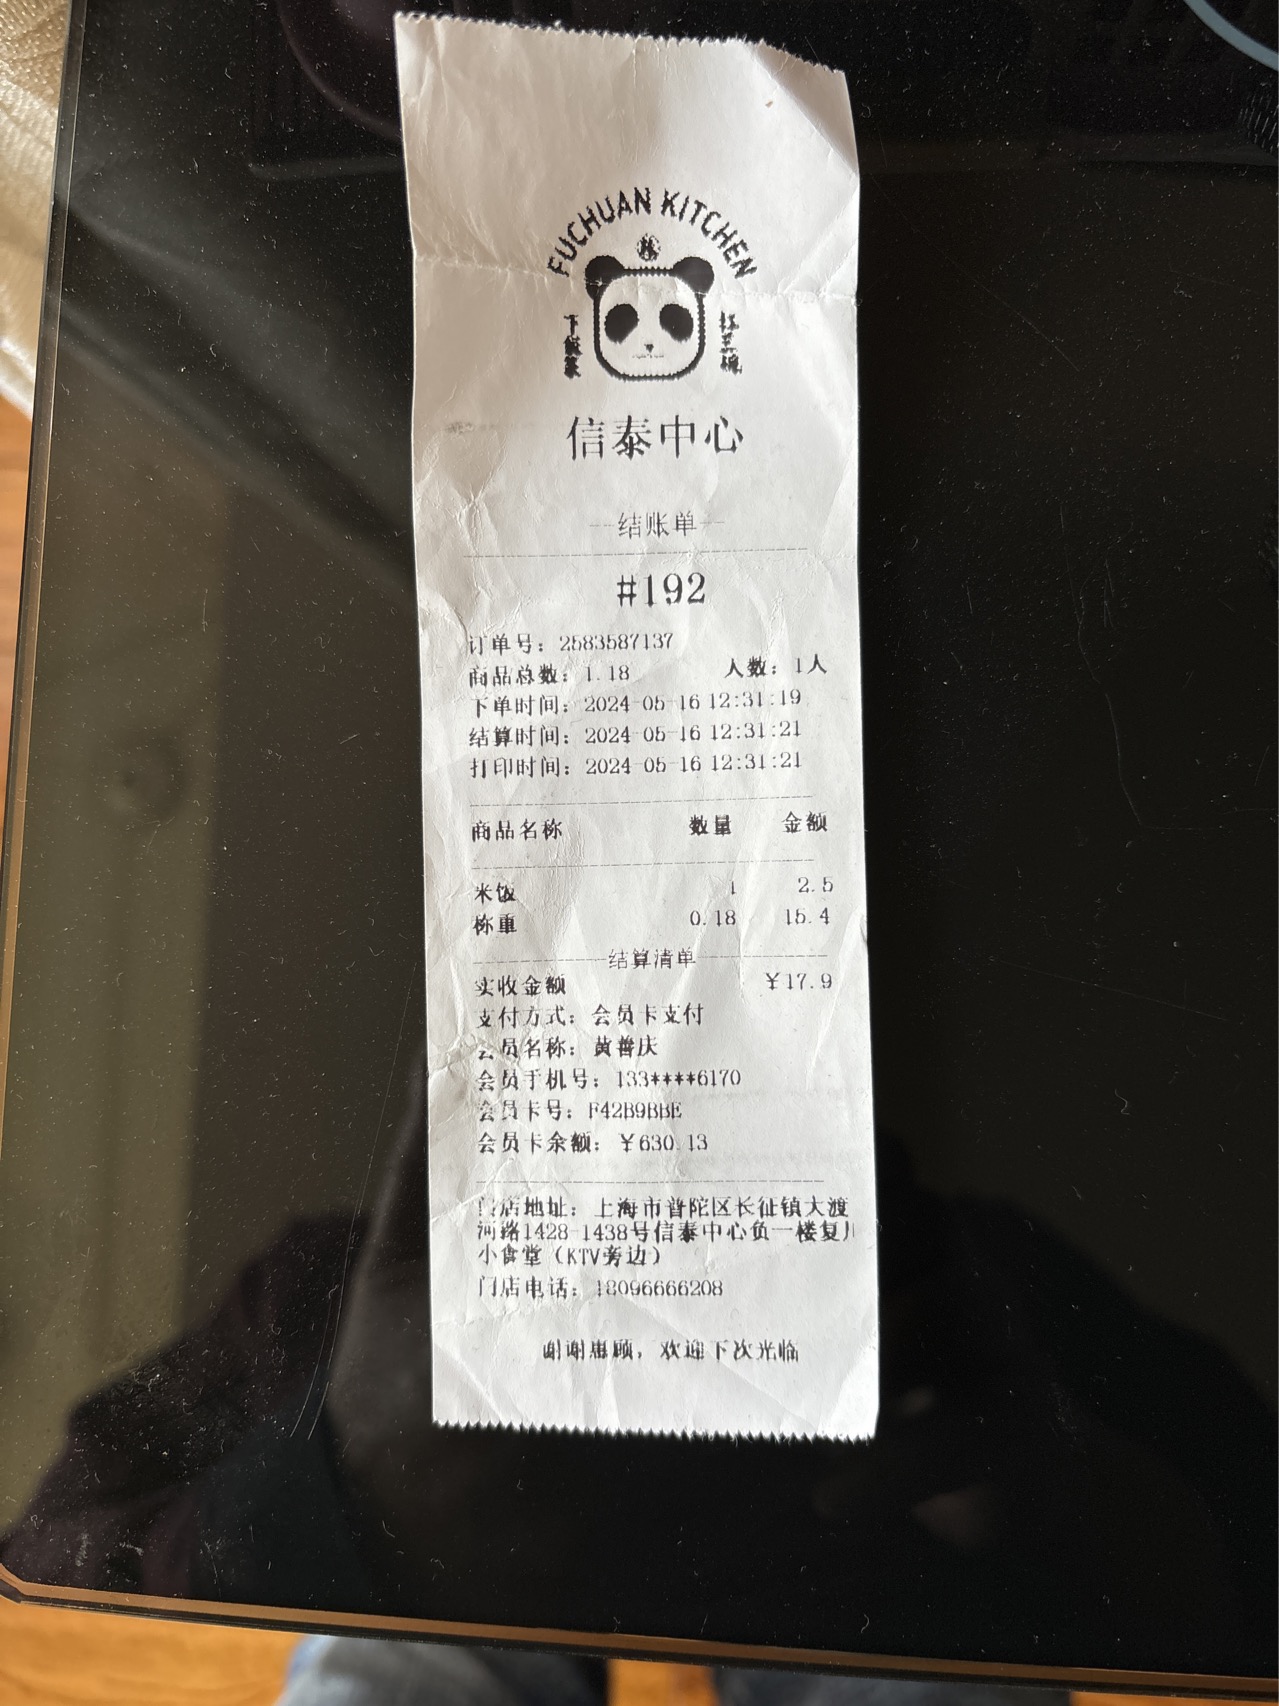 FUCHUAN KITCHEN
下饭菜
扛三碗
信泰中心
--结账单--
#192
订单号：2583587137
商品总数：1.18 人数：1人
下单时间：2024-05-16 12:31:19
结算时间：2024-05-16 12:31:21
打印时间：2024-05-16 12:31:21
商品名称 数量 金额
米饭 1 2.5
称重 0.18 15.4
结算清单
实收金额 ￥17.9
支付方式：会员卡支付
会员名称：黄善庆
会员手机号：133****6170
会员卡号：F42B9BBE
会员卡余额：￥630.13
门店地址：上海市普陀区长征镇大渡
河路1428-1438号信泰中心负一楼复川
小食堂（KTV旁边）
门店电话：18096666208
谢谢惠顾，欢迎下次光临